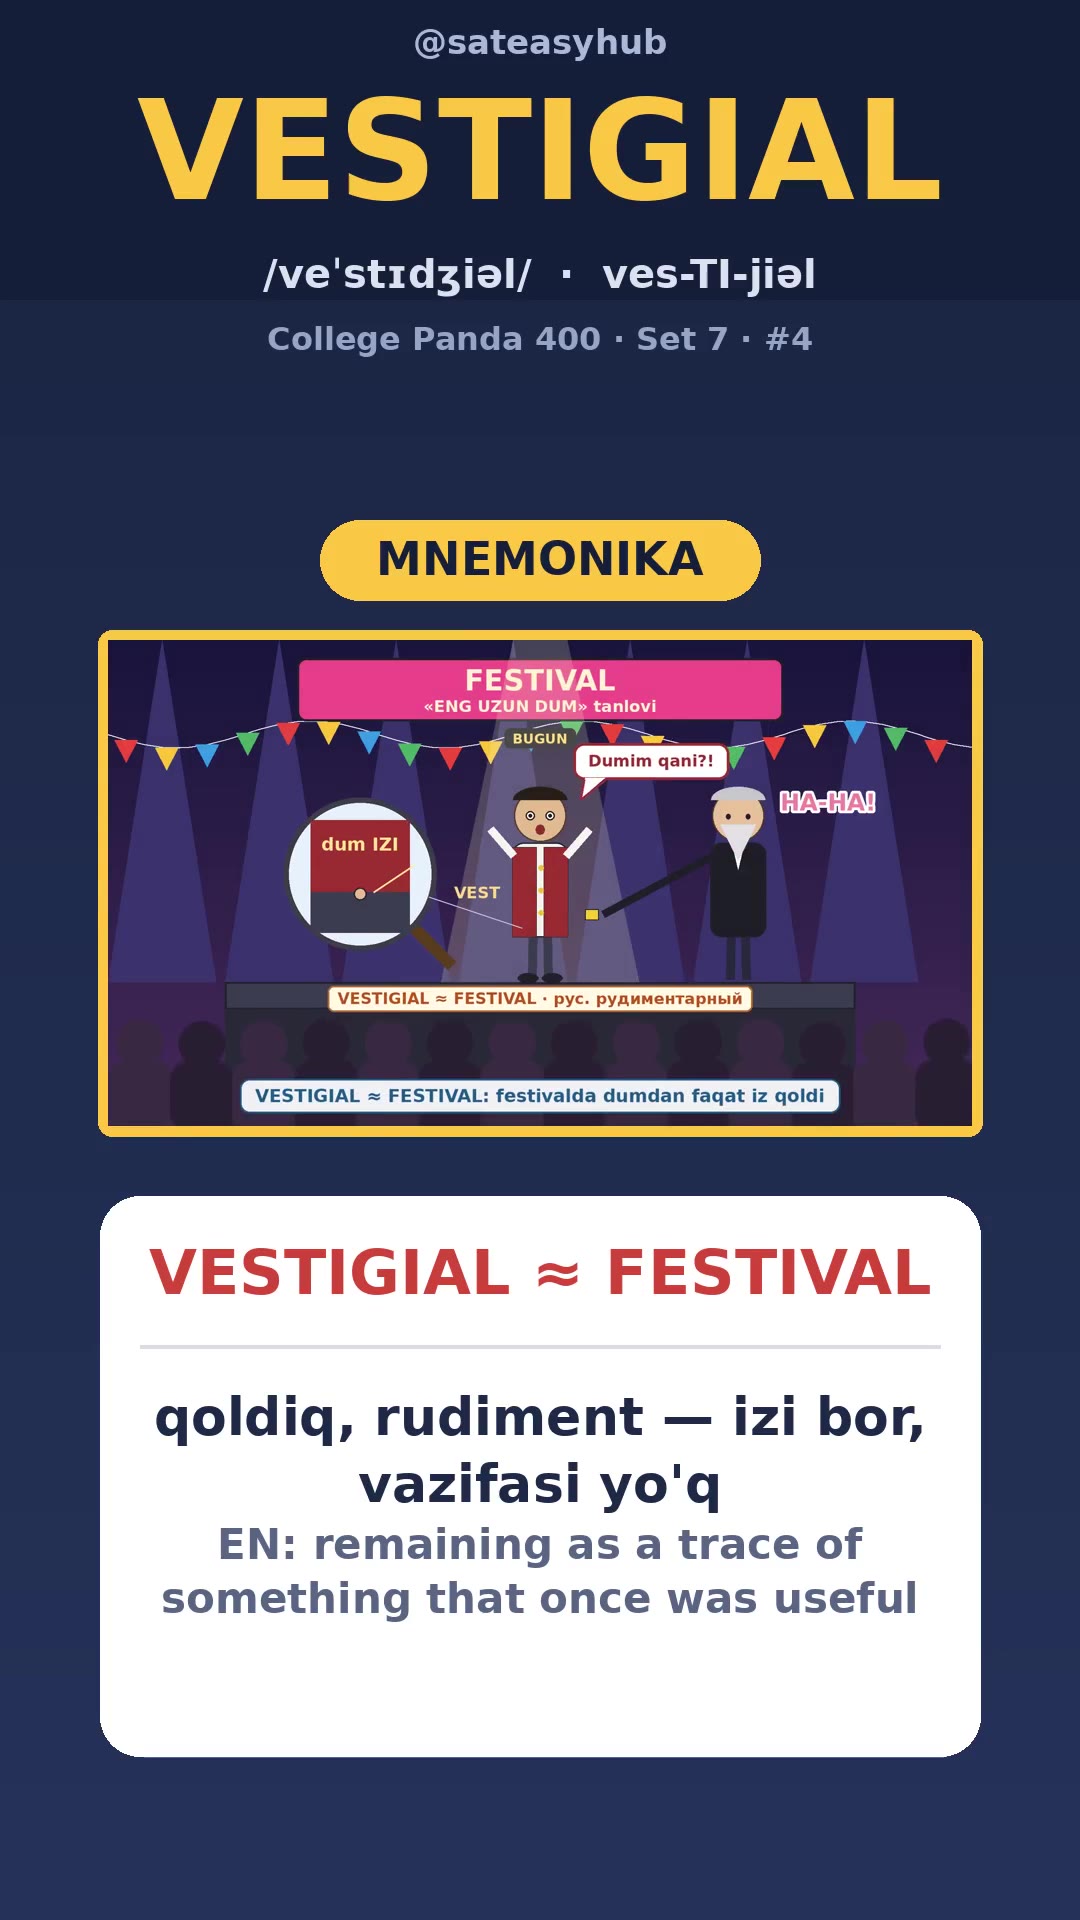 @sateasyhub
VESTIGIAL
/veˈstɪdʒiəl/ · ves-TI-jiəl
College Panda 400 · Set 7 · #4
MNEMONIKA
FESTIVAL
«ENG UZUN DUM» tanlovi
BUGUN
Dumim qani?!
HA-HA!
dum IZI
VEST
VESTIGIAL ≈ FESTIVAL · рус. рудиментарный
VESTIGIAL ≈ FESTIVAL: festivalda dumdan faqat iz qoldi
VESTIGIAL ≈ FESTIVAL
qoldiq, rudiment — izi bor,
vazifasi yo'q
EN: remaining as a trace of
something that once was useful